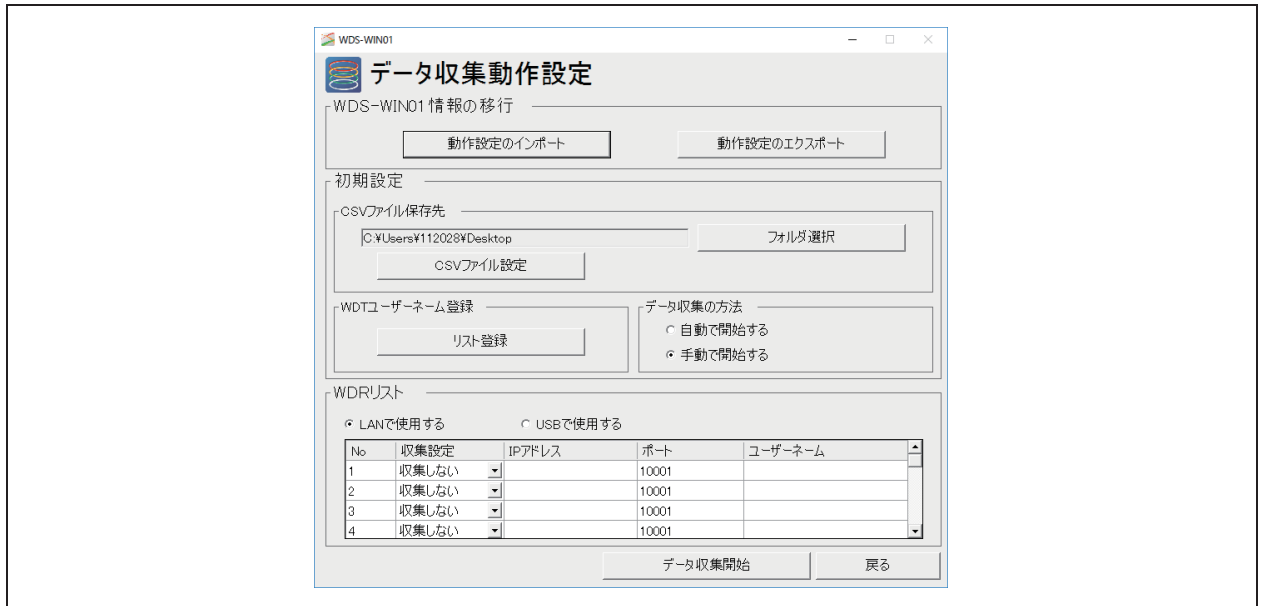 WDS-WIN01
データ収集動作設定
WDS-WIN01情報の移行
動作設定のインポート 動作設定のエクスポート
初期設定
CSVファイル保存先
C:¥Users¥112028¥Desktop フォルダ選択
CSVファイル設定
WDTユーザーネーム登録 データ収集の方法
自動で開始する
リスト登録
手動で開始する
WDRリスト
LANで使用する USBで使用する
No 収集設定 IPアドレス ポート ユーザーネーム
1 収集しない 10001
2 収集しない 10001
3 収集しない 10001
4 収集しない 10001
データ収集開始 戻る